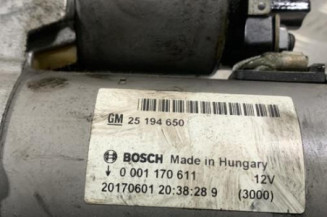 GM 25 194 650
BOSCH Made in Hungary
0 001 170 611 12V
20170601 20:38:28 9 (3000)